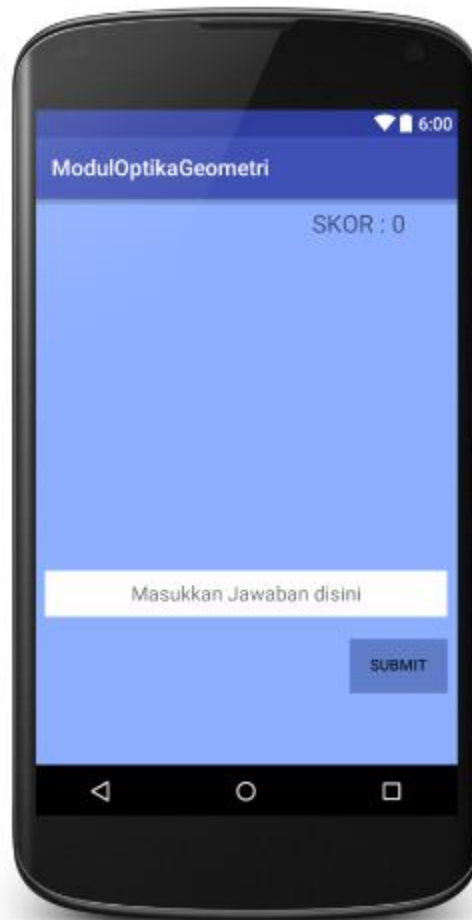 6:00
ModulOptikaGeometri
SKOR : 0
Masukkan Jawaban disini
SUBMIT